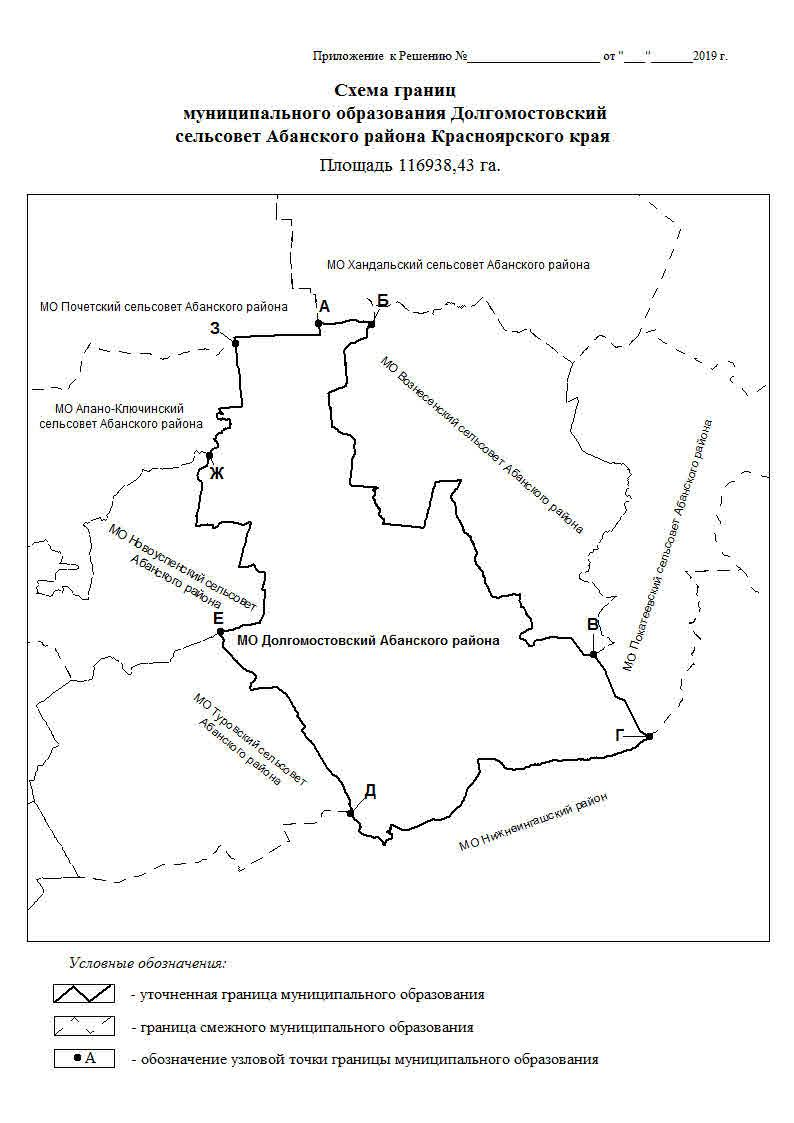 Приложение к Решению №____________________ от "___"______2019 г.
Схема границ
муниципального образования Долгомостовский
сельсовет Абанского района Красноярского края
Площадь 116938,43 га.
МО Хандальский сельсовет Абанского района
МО Почетский сельсовет Абанского района
А
Б
З
МО Вознесенский сельсовет Абанского района
МО Апано-Ключинский
сельсовет Абанского района
Ж
МО Покатеевский сельсовет Абанского района
МО Новоуспенский сельсовет
Абанского района
Е
В
МО Долгомостовский Абанского района
МО Туровский сельсовет
Абанского района
Г
Д
МО Нижнеингашский район
Условные обозначения:
- уточненная граница муниципального образования
- граница смежного муниципального образования
А - обозначение узловой точки границы муниципального образования